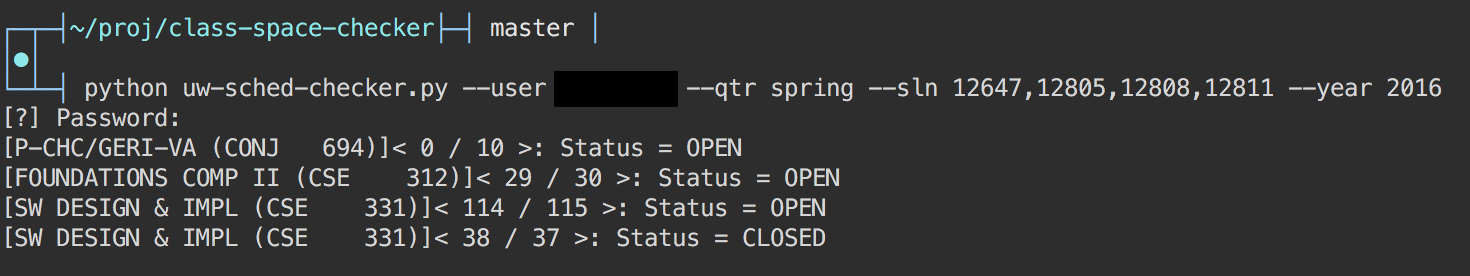 ~/proj/class-space-checker master
python uw-sched-checker.py --user --qtr spring --sln 12647,12805,12808,12811 --year 2016
[?] Password:
[P-CHC/GERI-VA (CONJ   694)]< 0 / 10 >: Status = OPEN
[FOUNDATIONS COMP II (CSE    312)]< 29 / 30 >: Status = OPEN
[SW DESIGN & IMPL (CSE    331)]< 114 / 115 >: Status = OPEN
[SW DESIGN & IMPL (CSE    331)]< 38 / 37 >: Status = CLOSED